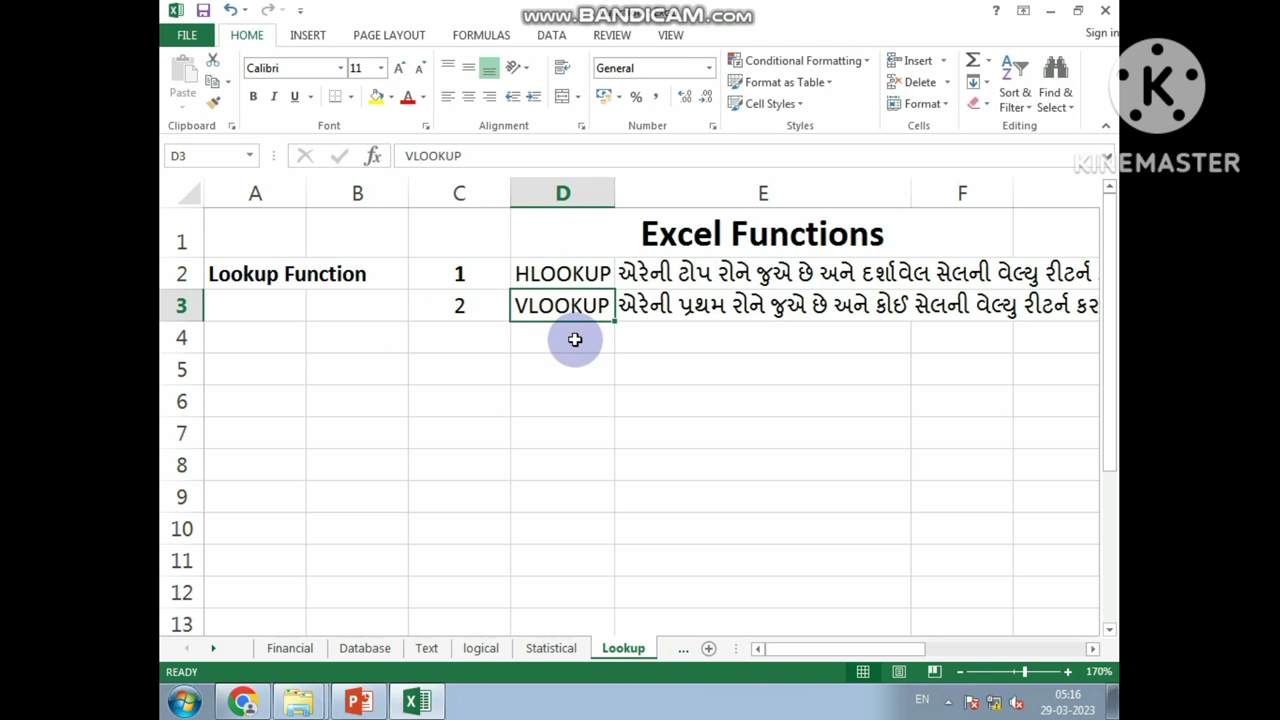 www.BANDICAM.com
? Sign in
FILE HOME INSERT PAGE LAYOUT FORMULAS DATA REVIEW VIEW
K
KINEMASTER
Paste
Calibri 11
B I U
General
Conditional Formatting
Format as Table
Cell Styles
Insert
Delete
Format
Sort & Filter
Find & Select
Clipboard Font Alignment Number Styles Cells Editing
D3 fx VLOOKUP
A B C D E F
1 Excel Functions
2 Lookup Function 1 HLOOKUP એરેની ટોપ રોને જુએ છે અને દર્શાવેલ સેલની વેલ્યુ રીટર્ન
3 2 VLOOKUP એરેની પ્રથમ રોને જુએ છે અને કોઈ સેલની વેલ્યુ રીટર્ન કર
4
5
6
7
8
9
10
11
12
13
Financial Database Text logical Statistical Lookup ...
READY 170%
EN 05:16
29-03-2023